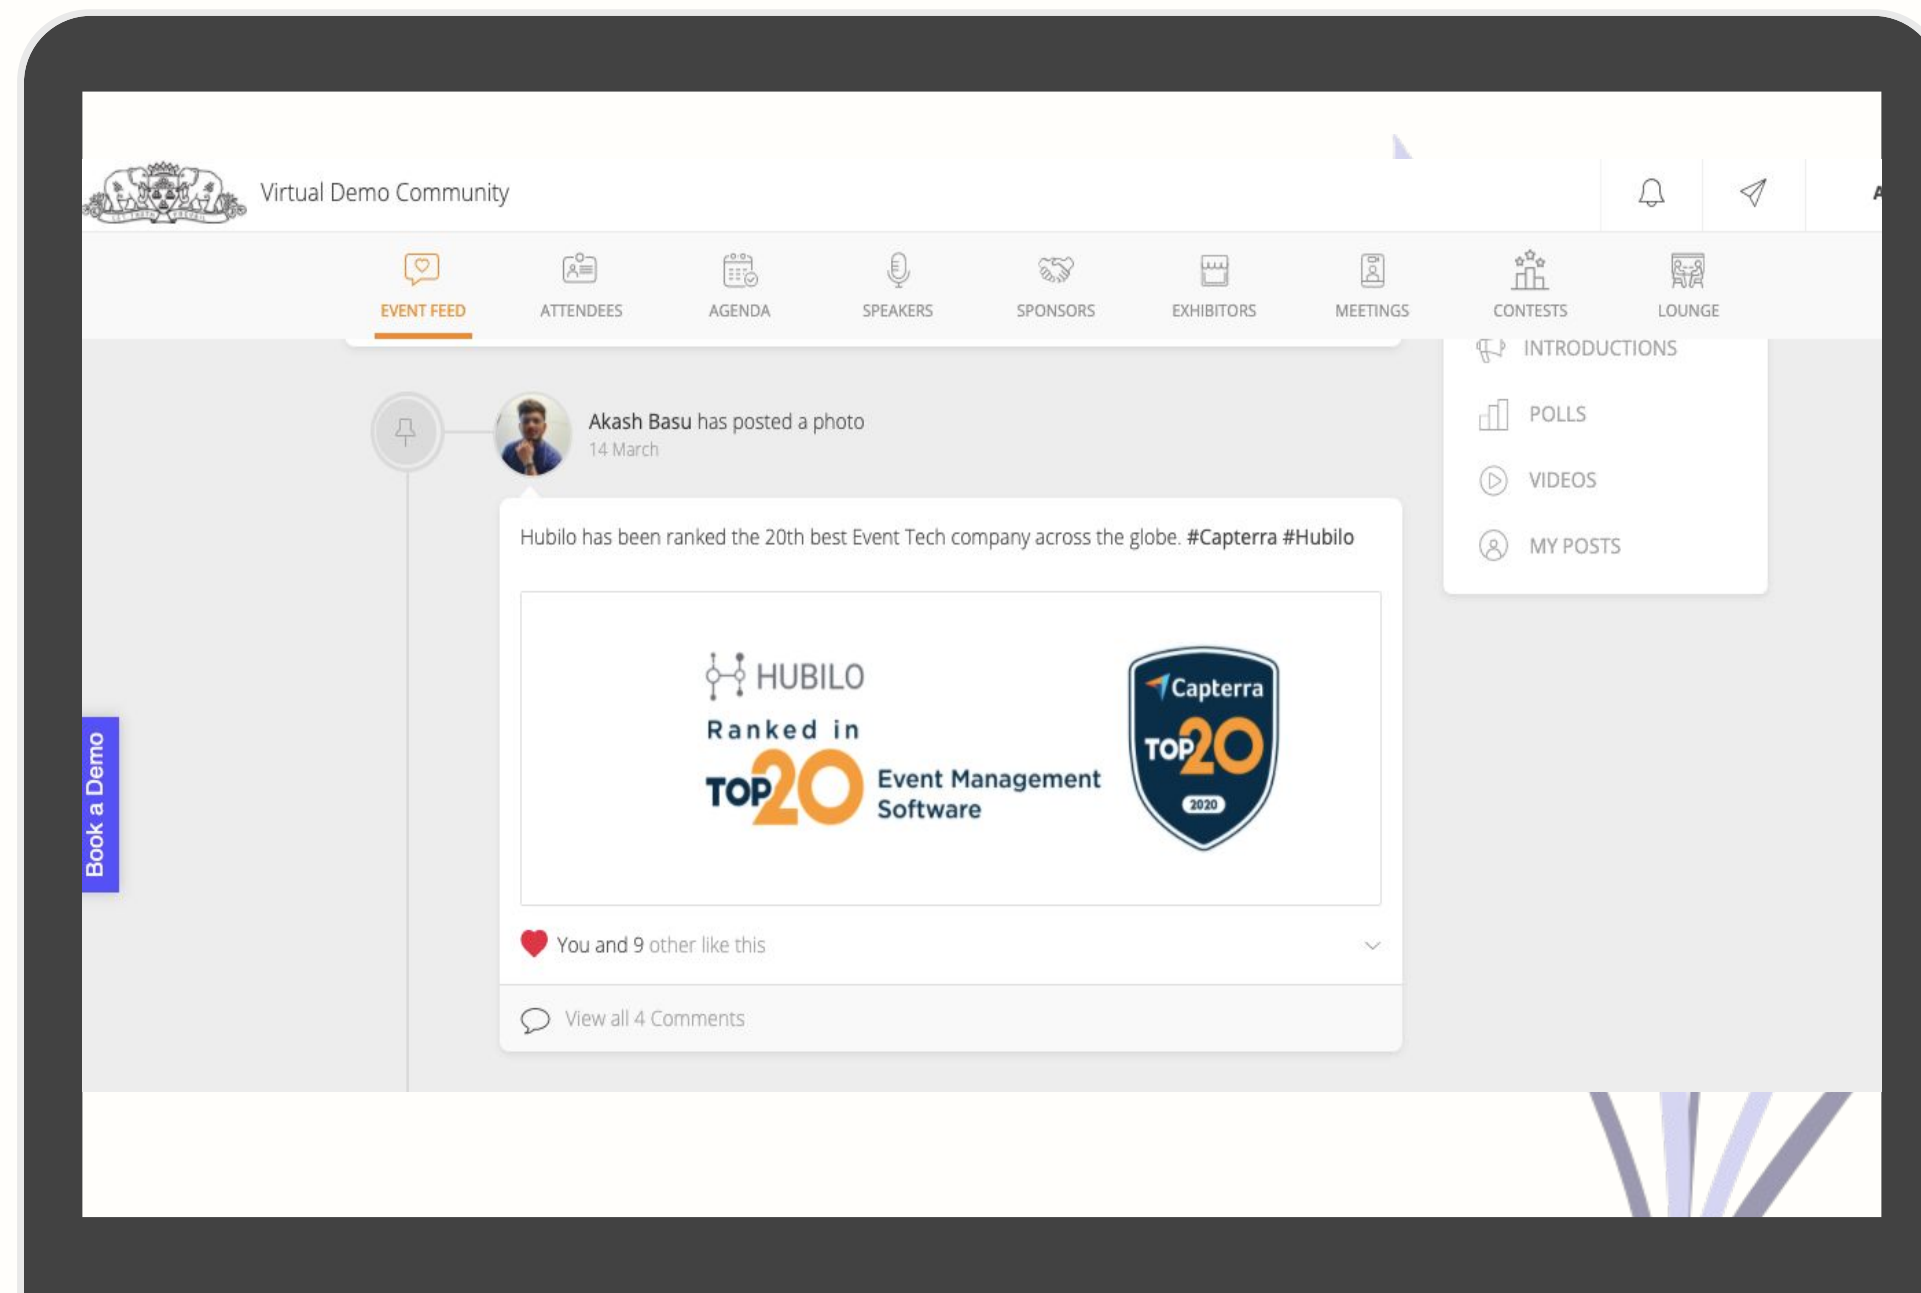 Virtual Demo Community
A
EVENT FEED
ATTENDEES
AGENDA
SPEAKERS
SPONSORS
EXHIBITORS
MEETINGS
CONTESTS
LOUNGE
INTRODUCTIONS
POLLS
VIDEOS
MY POSTS
Akash Basu has posted a photo
14 March
Hubilo has been ranked the 20th best Event Tech company across the globe. #Capterra #Hubilo
HUBILO
Ranked in
TOP20 Event Management
Software
Capterra
TOP20
2020
You and 9 other like this
View all 4 Comments
Book a Demo